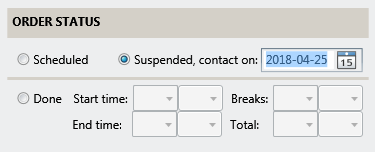 ORDER STATUS
Scheduled Suspended, contact on: 2018-04-25 15
Done Start time: Breaks:
End time: Total: